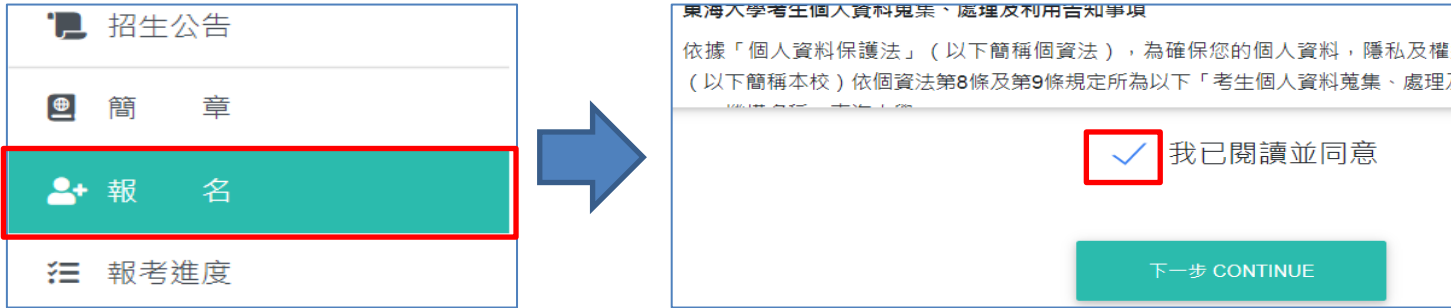 招生公告
簡　　章
報　　名
報考進度
東海大學考生個人資料蒐集、處理及利用告知事項
依據「個人資料保護法」（以下簡稱個資法），為確保您的個人資料，隱私及權
（以下簡稱本校）依個資法第8條及第9條規定所為以下「考生個人資料蒐集、處理及
我已閱讀並同意
下一步 CONTINUE